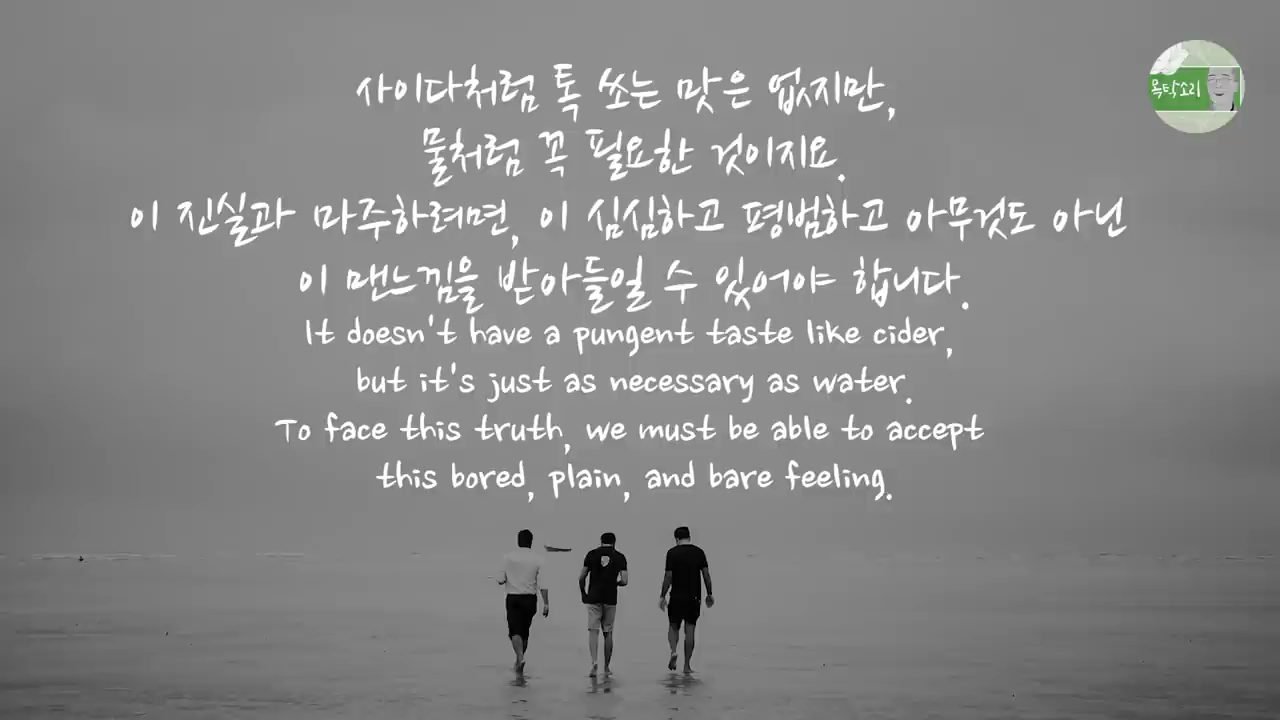 사이다처럼 톡 쏘는 맛은 없지만,
물처럼 꼭 필요한 것이지요.
이 진실과 마주하려면, 이 심심하고 평범하고 아무것도 아닌
이 맨느낌을 받아들일 수 있어야 합니다.
It doesn't have a pungent taste like cider,
but it's just as necessary as water.
To face this truth, we must be able to accept
this bored, plain, and bare feeling.
목탁소리